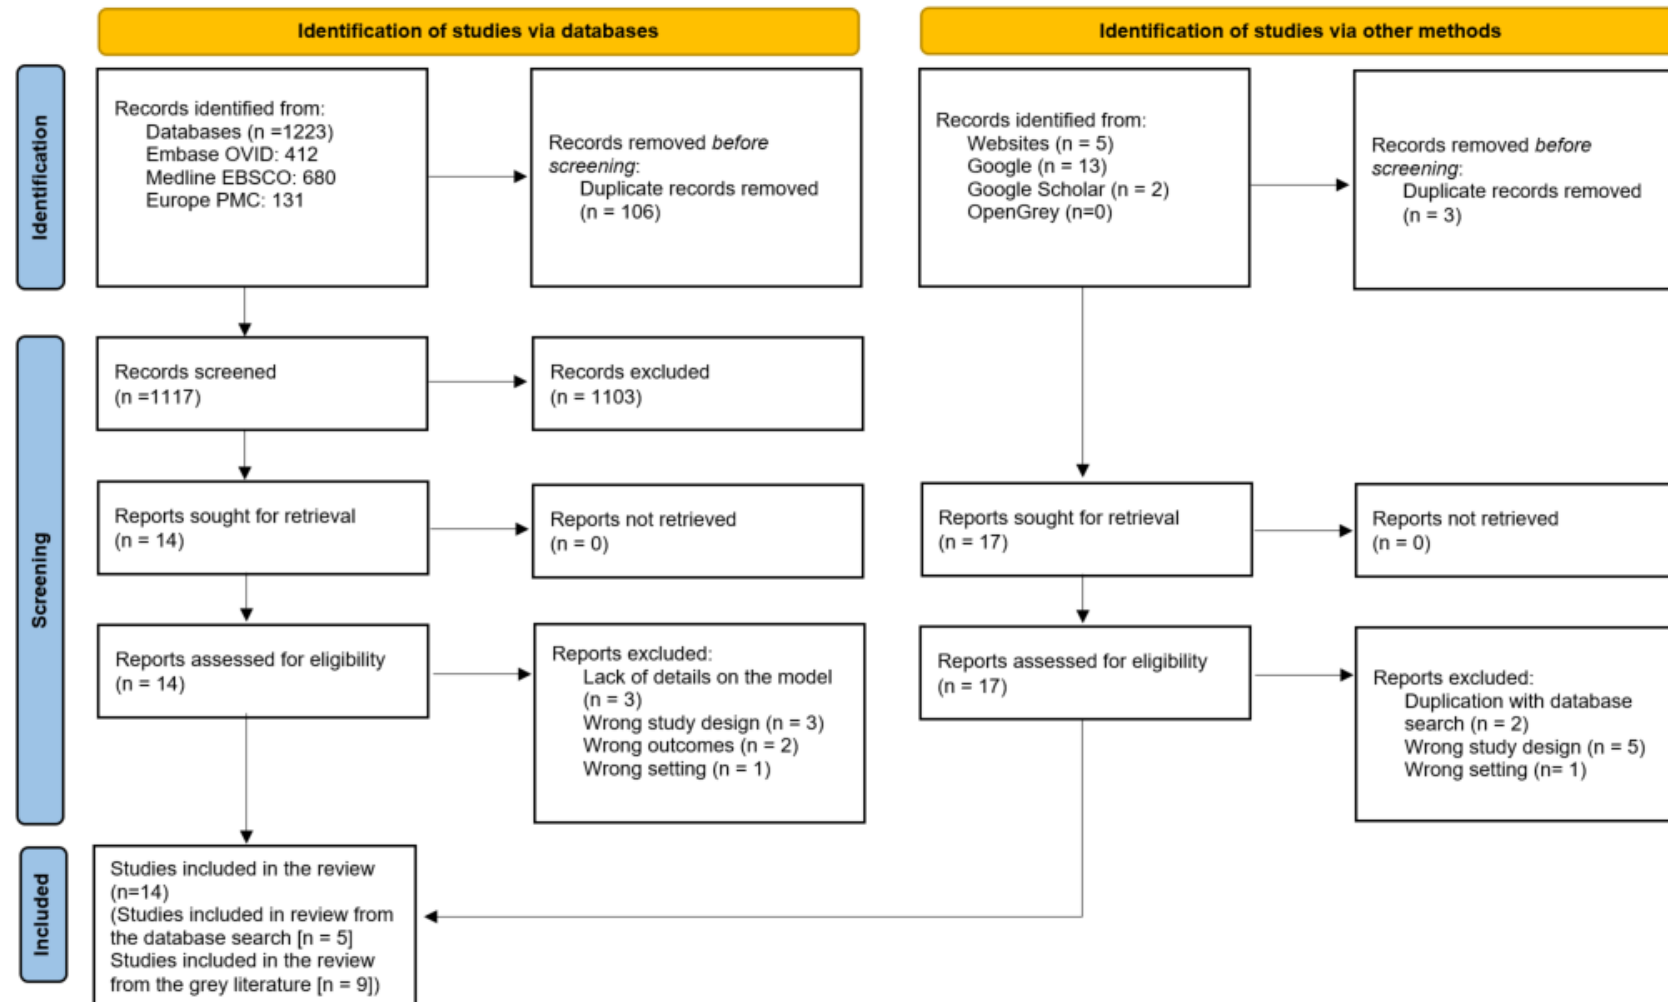 Identification of studies via databases
Identification of studies via other methods
Identification
Records identified from:
Databases (n =1223)
Embase OVID: 412
Medline EBSCO: 680
Europe PMC: 131
Records removed before
screening:
Duplicate records removed
(n = 106)
Records identified from:
Websites (n = 5)
Google (n = 13)
Google Scholar (n = 2)
OpenGrey (n=0)
Records removed before
screening:
Duplicate records removed
(n = 3)
Screening
Records screened
(n =1117)
Records excluded
(n = 1103)
Reports sought for retrieval
(n = 14)
Reports not retrieved
(n = 0)
Reports sought for retrieval
(n = 17)
Reports not retrieved
(n = 0)
Reports assessed for eligibility
(n = 14)
Reports excluded:
Lack of details on the model
(n = 3)
Wrong study design (n = 3)
Wrong outcomes (n = 2)
Wrong setting (n = 1)
Reports assessed for eligibility
(n = 17)
Reports excluded:
Duplication with database
search (n = 2)
Wrong study design (n = 5)
Wrong setting (n= 1)
Included
Studies included in the review
(n=14)
(Studies included in review from
the database search [n = 5]
Studies included in the review
from the grey literature [n = 9])